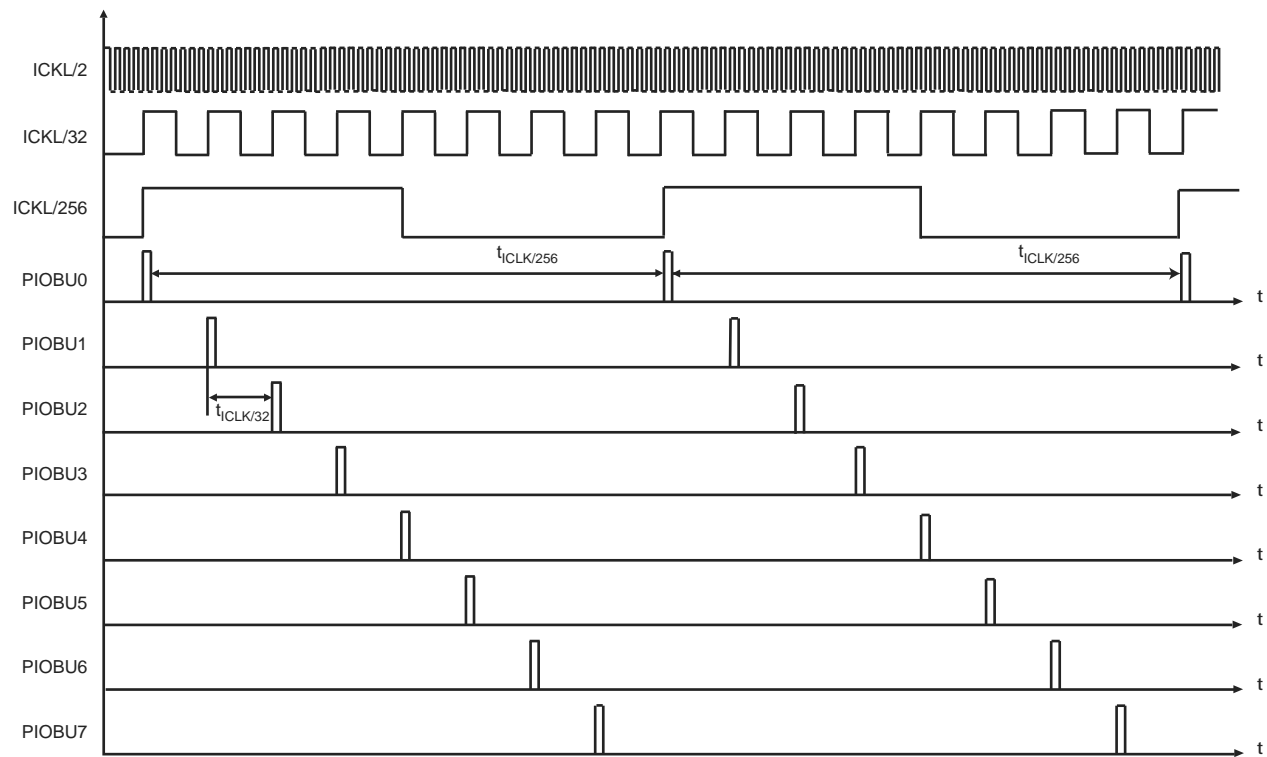 ICKL/2
ICKL/32
ICKL/256
tICLK/256 tICLK/256
PIOBU0
t
PIOBU1
t
PIOBU2
tICLK/32
t
PIOBU3
t
PIOBU4
t
PIOBU5
t
PIOBU6
t
PIOBU7
t